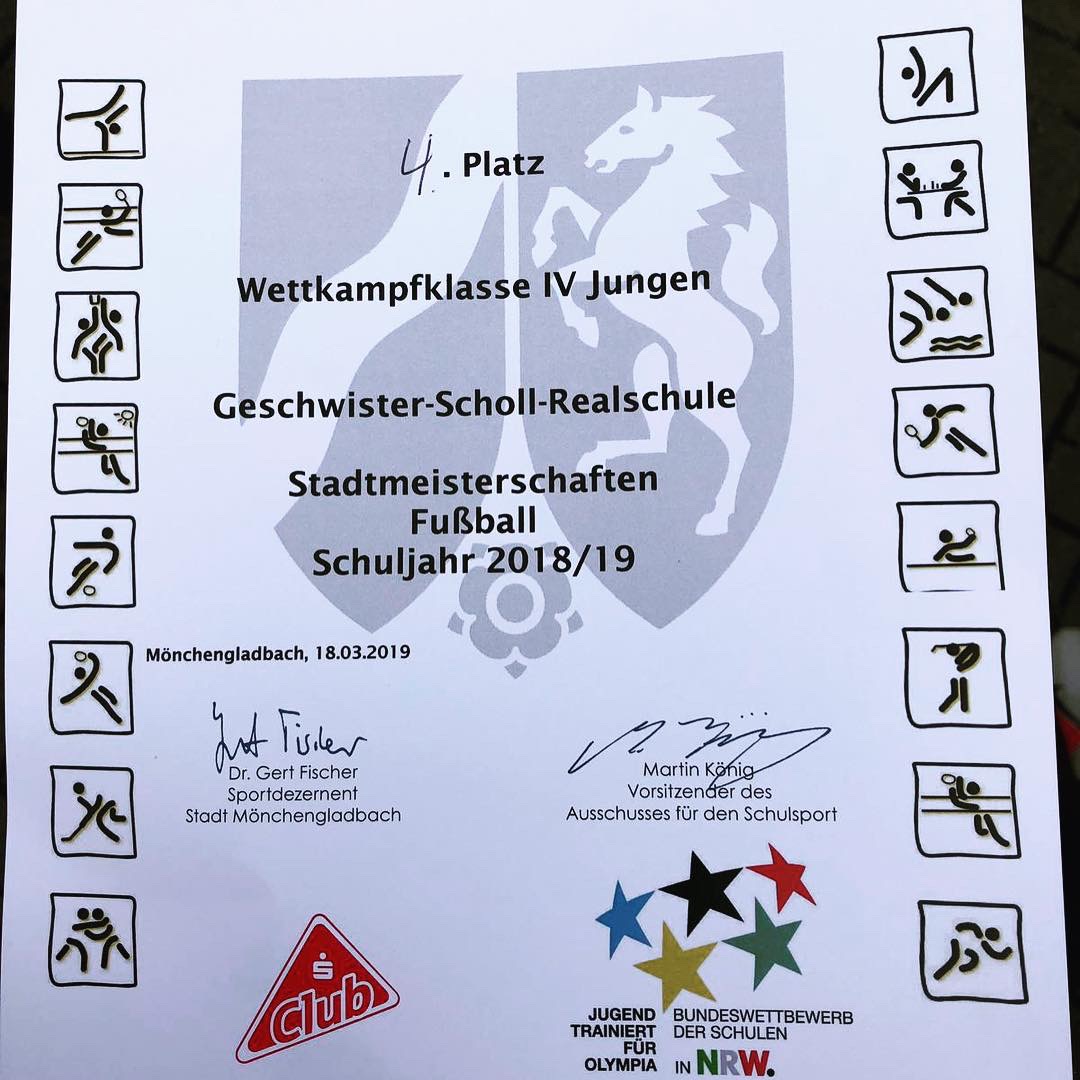 4. Platz
Wettkampfklasse IV Jungen
Geschwister-Scholl-Realschule
Stadtmeisterschaften
Fußball
Schuljahr 2018/19
Mönchengladbach, 18.03.2019
Gert Fischer
Dr. Gert Fischer
Sportdezernent
Stadt Mönchengladbach
Martin König
Vorsitzender des
Ausschusses für den Schulsport
S
Club
JUGEND
TRAINIERT
FÜR
OLYMPIA
BUNDESWETTBEWERB
DER SCHULEN
IN NRW.